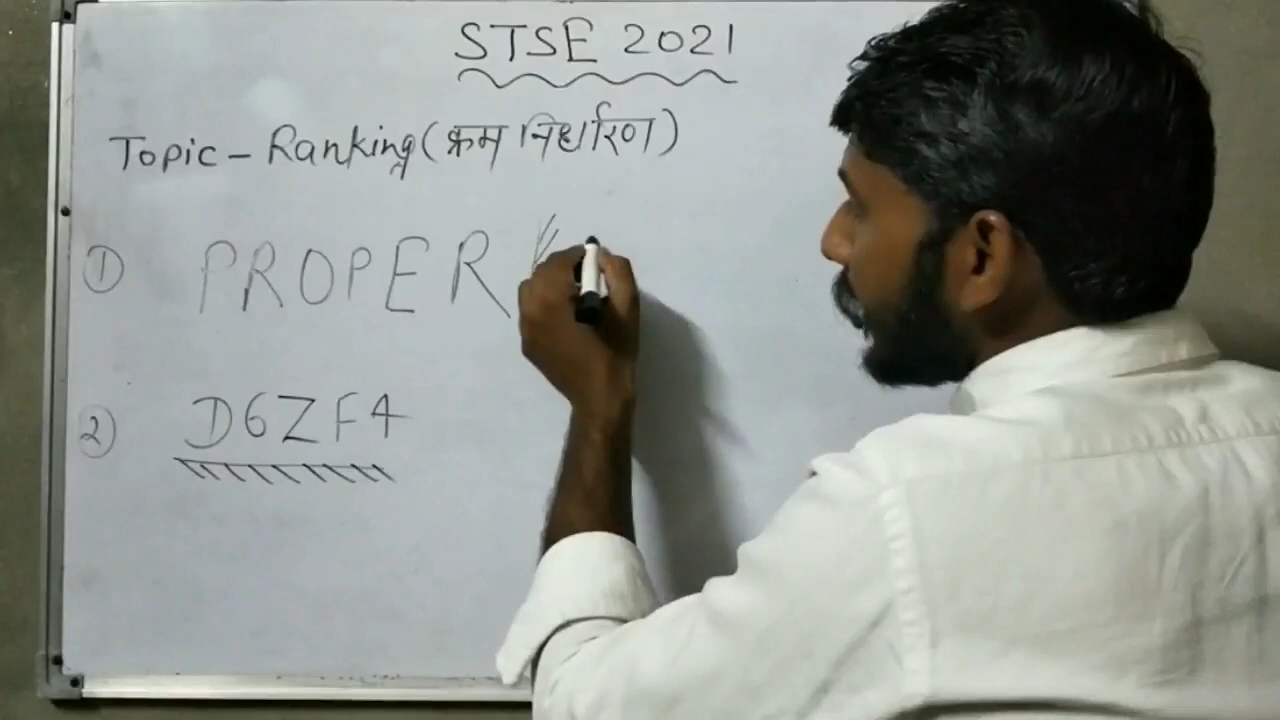 STSE 2021
Topic - Ranking (क्रम निर्धारण)
① PROPER
② D6ZF4